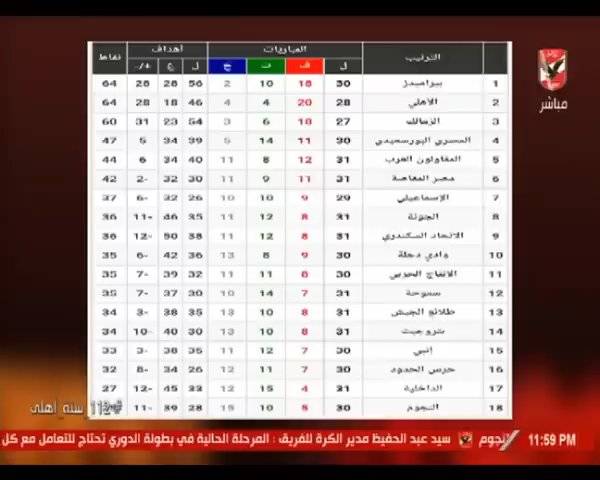 الترتيب المباريات أهداف نقاط
ل ف ت خ ل ع +/-
1 بيراميدز 30 18 10 2 56 28 28 64
2 الأهلي 28 20 4 4 46 18 28 64
3 الزمالك 27 18 6 3 54 23 31 60
4 المصري البورسعيدي 30 11 14 5 39 34 5 47
5 المقاولون العرب 31 12 8 11 40 34 6 44
6 مصر المقاصة 31 11 9 11 30 32 2- 42
7 الإسماعيلي 29 9 10 10 26 32 6- 37
8 الجونة 31 8 12 11 35 46 11- 36
9 الاتحاد السكندري 31 8 12 11 38 50 12- 36
10 وادي دجلة 30 9 8 13 36 42 6- 35
11 الانتاج الحربي 30 8 11 11 32 39 7- 35
12 سموحة 31 7 14 10 30 37 7- 35
13 طلائع الجيش 31 8 10 13 35 38 3- 34
14 بتروجيت 31 8 10 13 30 40 10- 34
15 إنبي 30 7 12 11 35 38 3- 33
16 حرس الحدود 30 7 11 12 26 34 8- 32
17 الداخلية 31 4 15 12 33 45 12- 27
18 النجوم 30 5 10 15 28 39 11-
مباشر
#112_سنه_اهلي
النجوم سيد عبد الحفيظ مدير الكرة للفريق : المرحلة الحالية في بطولة الدوري تحتاج للتعامل مع كل
11:59 PM